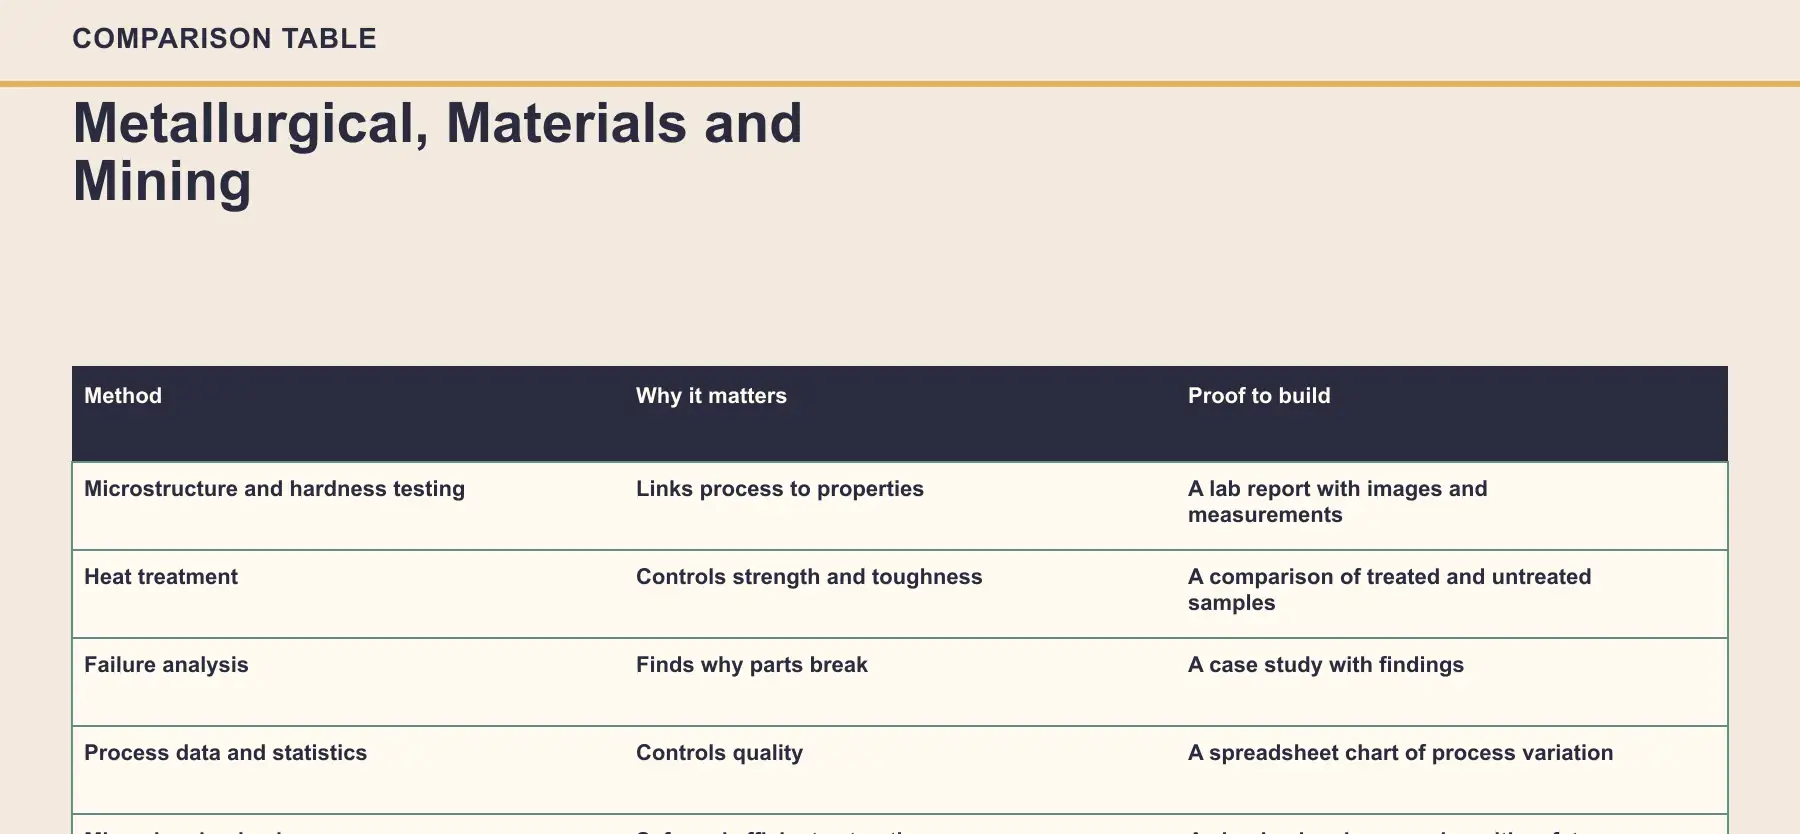 COMPARISON TABLE
Metallurgical, Materials and
Mining
Method Why it matters Proof to build
Microstructure and hardness testing Links process to properties A lab report with images and
measurements
Heat treatment Controls strength and toughness A comparison of treated and untreated
samples
Failure analysis Finds why parts break A case study with findings
Process data and statistics Controls quality A spreadsheet chart of process variation